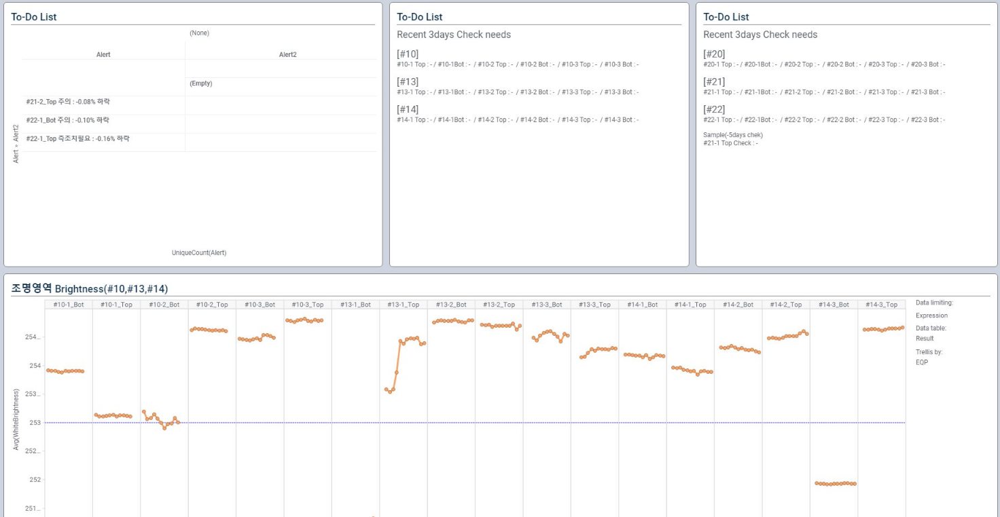 To-Do List
(None)
Alert
Alert2
(Empty)
#21-2_Top 주의 : -0.08% 하락
#22-1_Bot 주의 : -0.10% 하락
#22-1_Top 즉조치필요 : -0.16% 하락
Alert » Alert2
UniqueCount(Alert)
To-Do List
Recent 3days Check needs
[#10]
#10-1 Top : - / #10-1Bot : - / #10-2 Top : - / #10-2 Bot : - / #10-3 Top : - / #10-3 Bot : -
[#13]
#13-1 Top : - / #13-1Bot : - / #13-2 Top : - / #13-2 Bot : - / #13-3 Top : - / #13-3 Bot : -
[#14]
#14-1 Top : - / #14-1Bot : - / #14-2 Top : - / #14-2 Bot : - / #14-3 Top : - / #14-3 Bot : -
To-Do List
Recent 3days Check needs
[#20]
#20-1 Top : - / #20-1Bot : - / #20-2 Top : - / #20-2 Bot : - / #20-3 Top : - / #20-3 Bot : -
[#21]
#21-1 Top : - / #21-1Bot : - / #21-2 Top : - / #21-2 Bot : - / #21-3 Top : - / #21-3 Bot : -
[#22]
#22-1 Top : - / #22-1Bot : - / #22-2 Top : - / #22-2 Bot : - / #22-3 Top : - / #22-3 Bot : -
Sample(-5days chek)
#21-1 Top Check : -
조명영역 Brightness(#10,#13,#14)
#10-1_Bot #10-1_Top #10-2_Bot #10-2_Top #10-3_Bot #10-3_Top #13-1_Bot #13-1_Top #13-2_Bot #13-2_Top #13-3_Bot #13-3_Top #14-1_Bot #14-1_Top #14-2_Bot #14-2_Top #14-3_Bot #14-3_Top
254...
254
253...
253
252...
252
251...
Avg(WhiteBrightness)
Data limiting:
Expression
Data table:
Result
Trellis by:
EQP